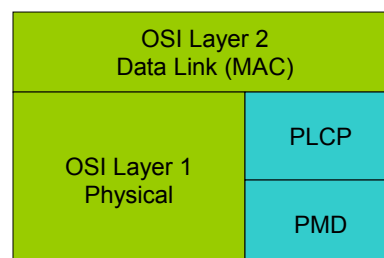 OSI Layer 2
Data Link (MAC)
OSI Layer 1
Physical
PLCP
PMD